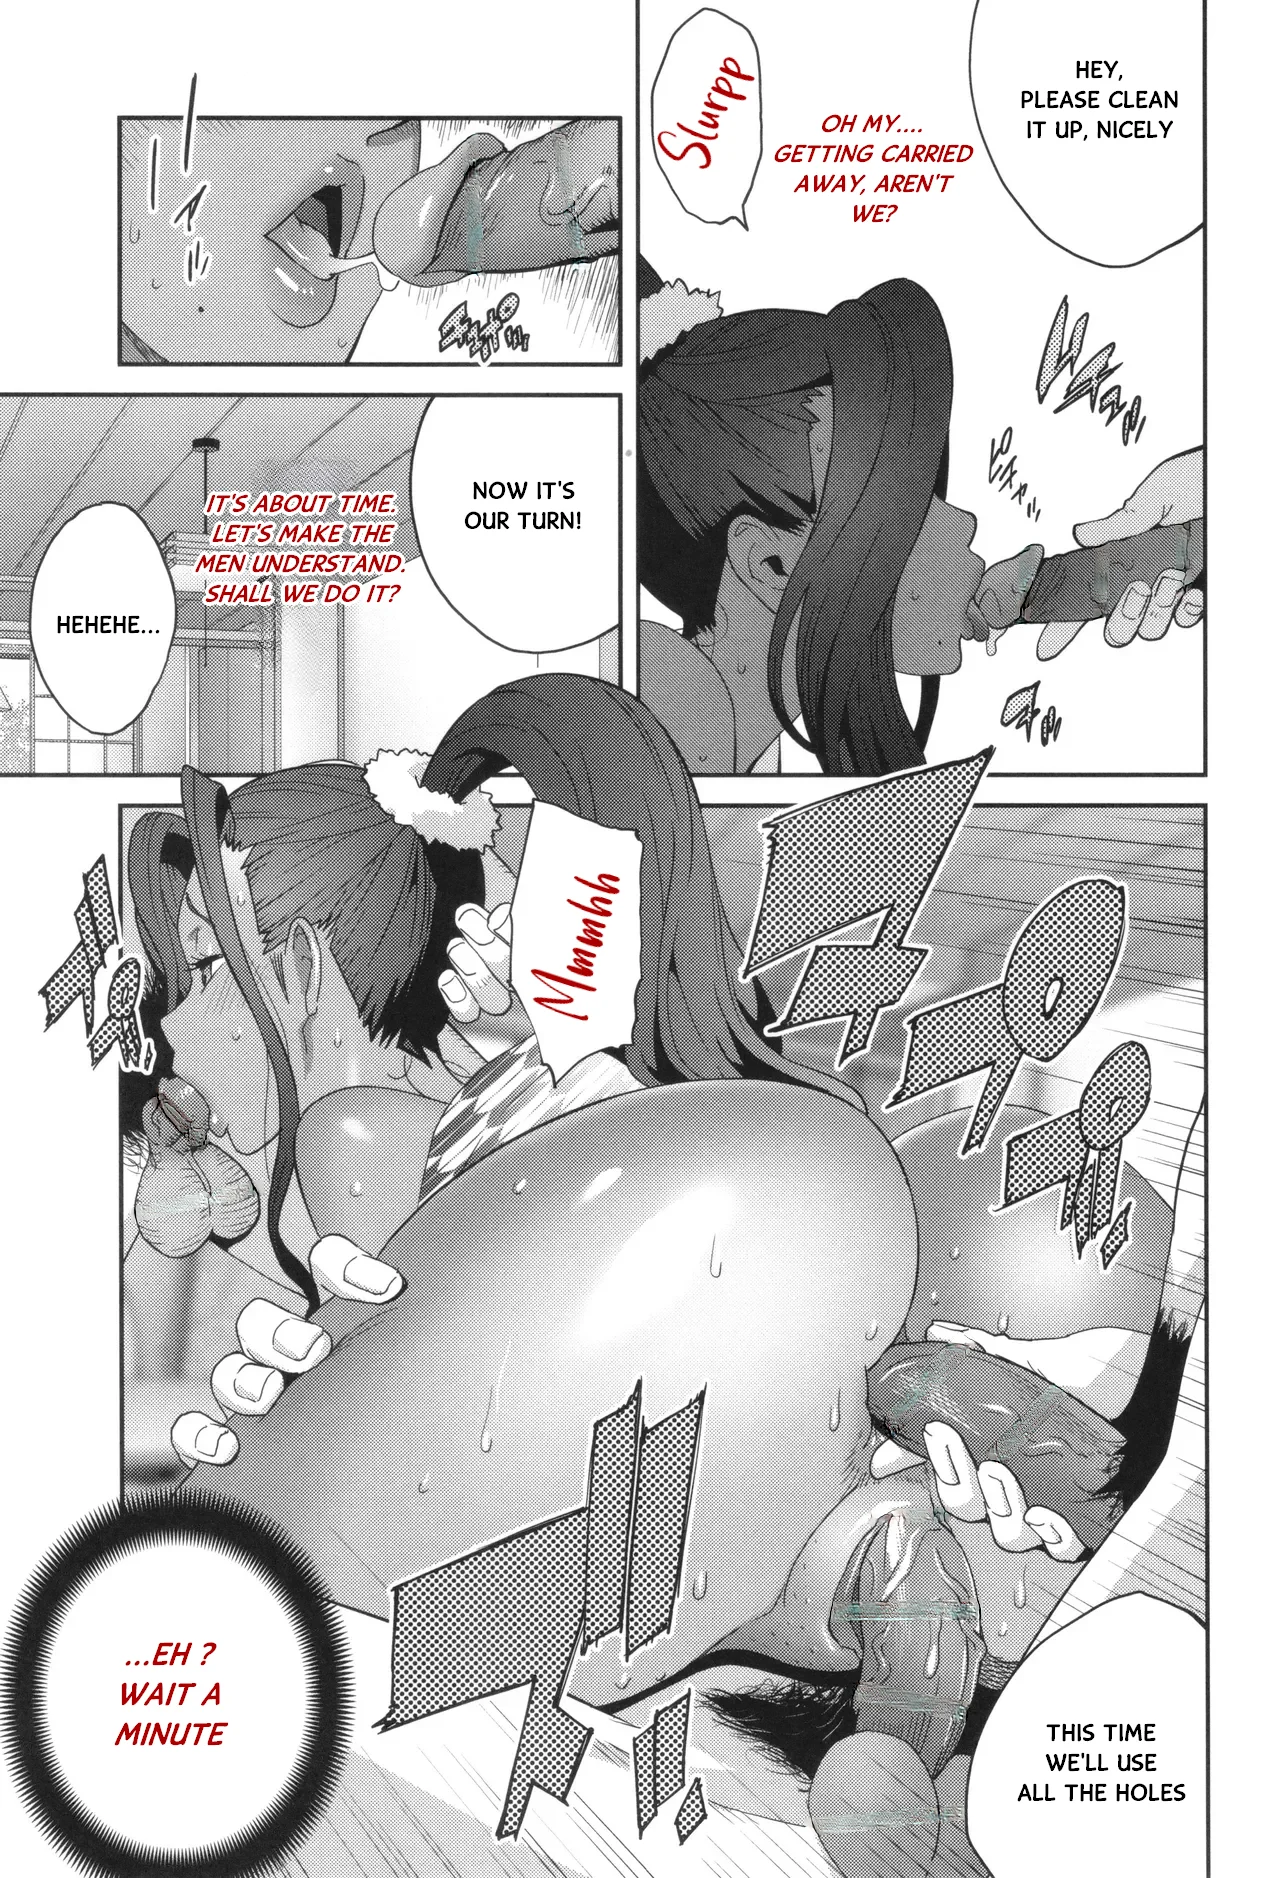 HEY,
PLEASE CLEAN
IT UP, NICELY
OH MY....
GETTING CARRIED
AWAY, AREN'T
WE?
Slurpp
NOW IT'S
OUR TURN!
IT'S ABOUT TIME.
LET'S MAKE THE
MEN UNDERSTAND.
SHALL WE DO IT?
HEHEHE...
Mmmmhh
THIS TIME
WE'LL USE
ALL THE HOLES
...EH ?
WAIT A
MINUTE